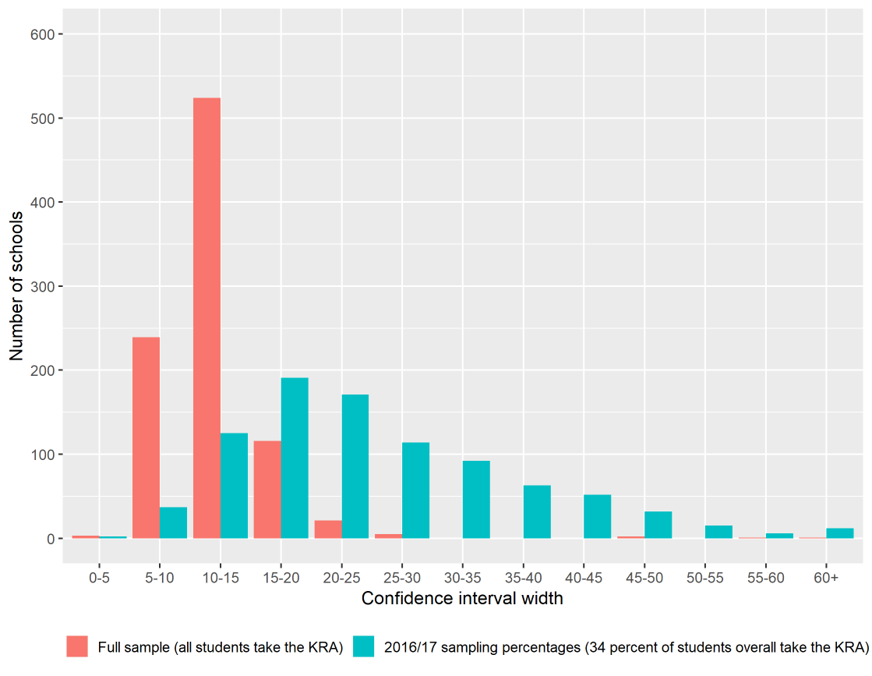 600
500
400
300
200
100
0
Number of schools
0-5 5-10 10-15 15-20 20-25 25-30 30-35 35-40 40-45 45-50 50-55 55-60 60+
Confidence interval width
Full sample (all students take the KRA) 2016/17 sampling percentages (34 percent of students overall take the KRA)